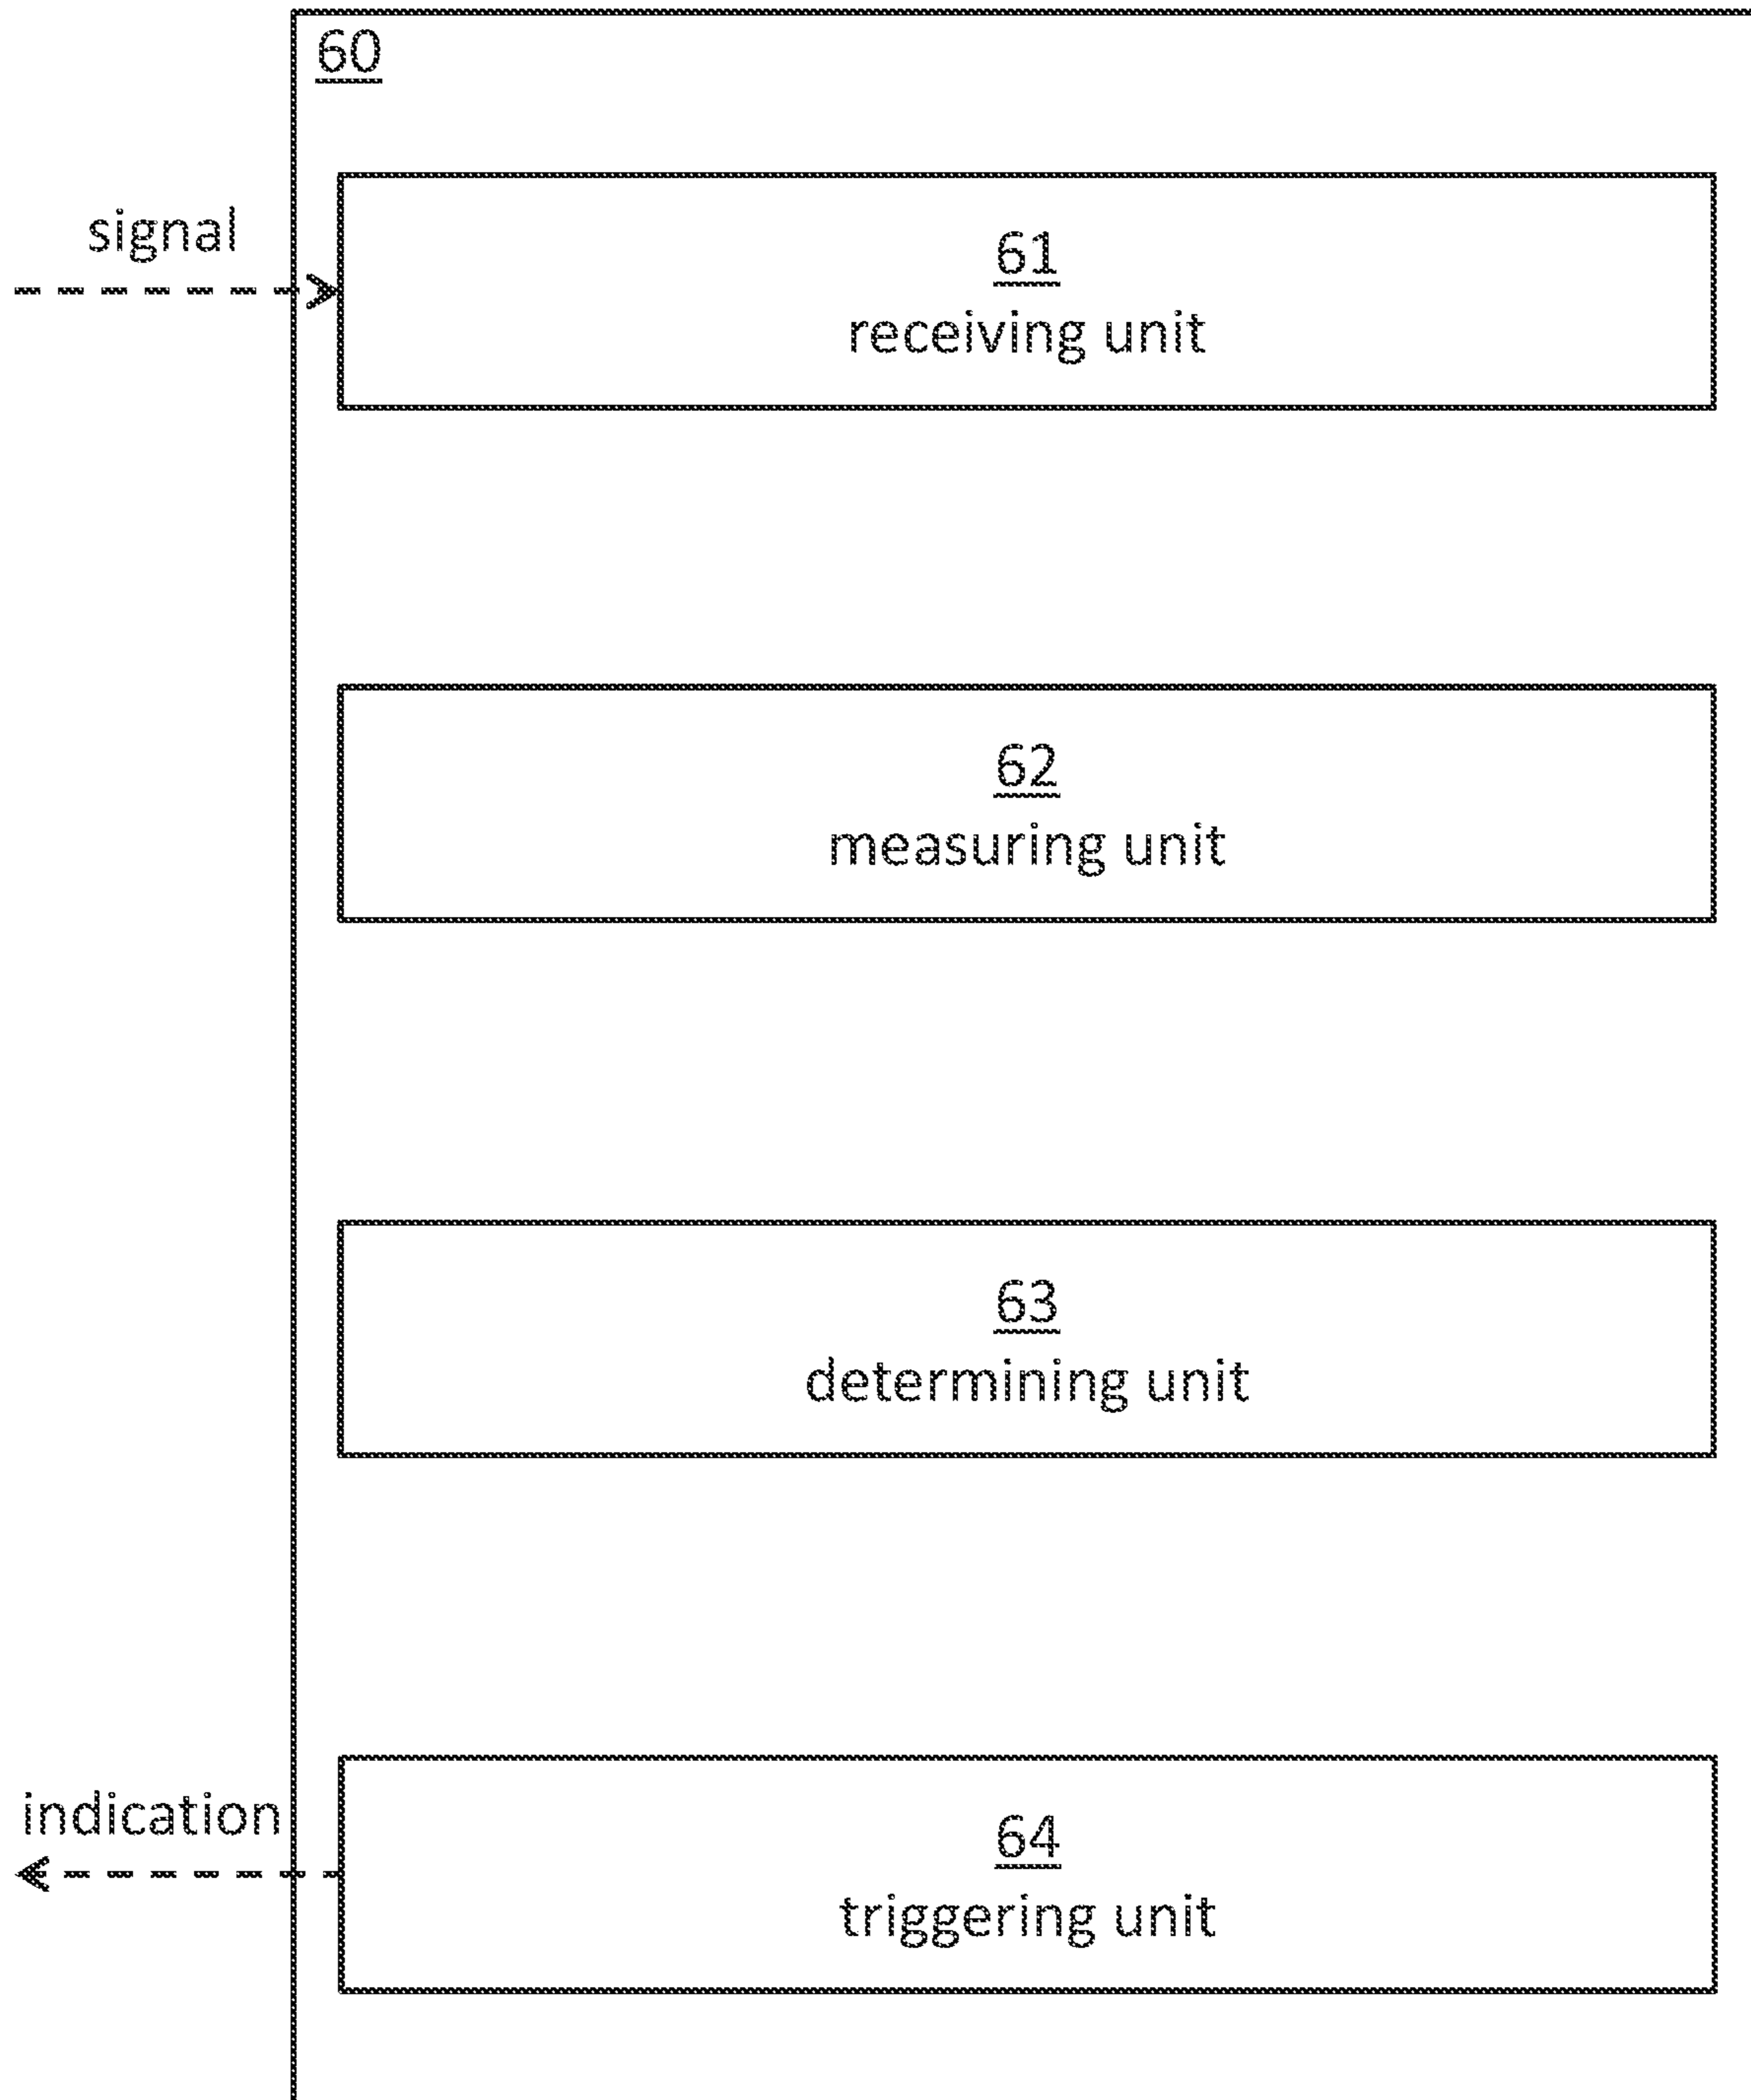 60
signal
61
receiving unit
62
measuring unit
63
determining unit
indication
64
triggering unit